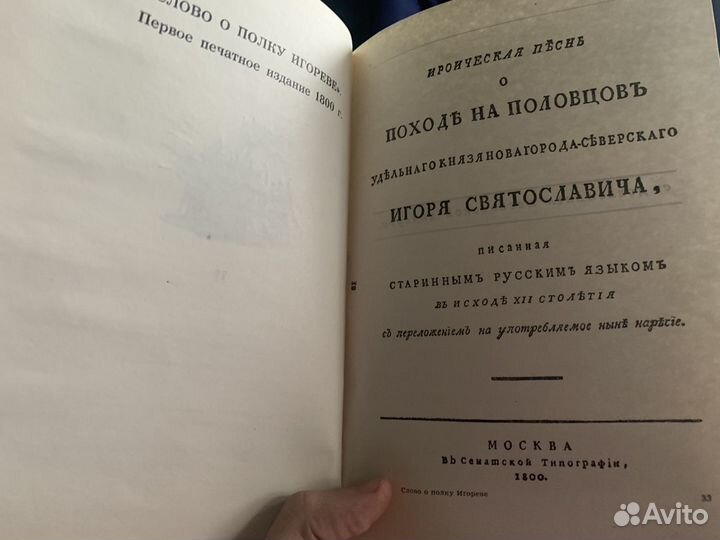 «СЛОВО О ПОЛКУ ИГОРЕВЕ».
Первое печатное издание 1800 г.
ИРОИЧЕСКАЯ ПѢСНЬ
О
ПОХОДѢ НА ПОЛОВЦОВЪ
УДѢЛЬНАГО КНЯЗЯ НОВАГОРОДА-СѢВЕРСКАГО
ИГОРЯ СВЯТОСЛАВИЧА,
писанная
СТАРИННЫМЪ РУССКИМЪ ЯЗЫКОМЪ
въ исходѣ XII столѣтія
съ переложеніемъ на употребляемое нынѣ нарѣчіе.
МОСКВА
Въ Сенатской Типографіи,
1800.
Слово о полку Игореве
33
Avito